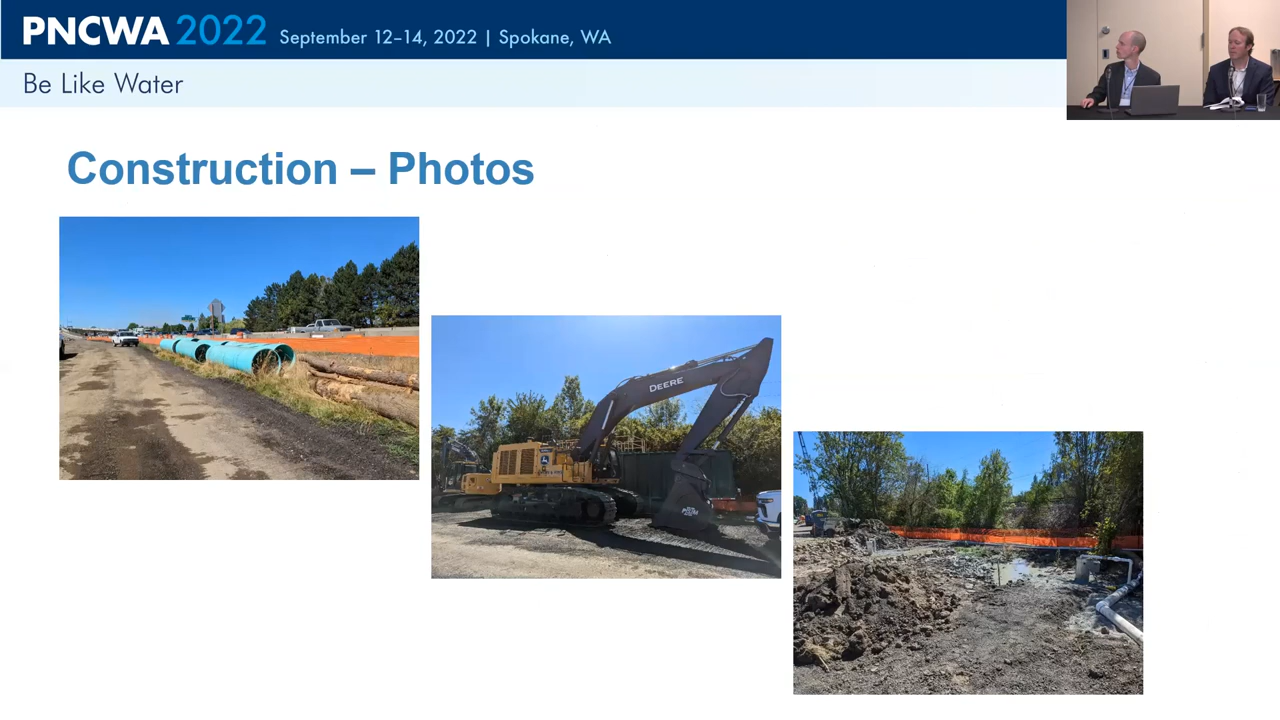 PNCWA 2022 September 12–14, 2022 | Spokane, WA
Be Like Water
Construction – Photos
DEERE